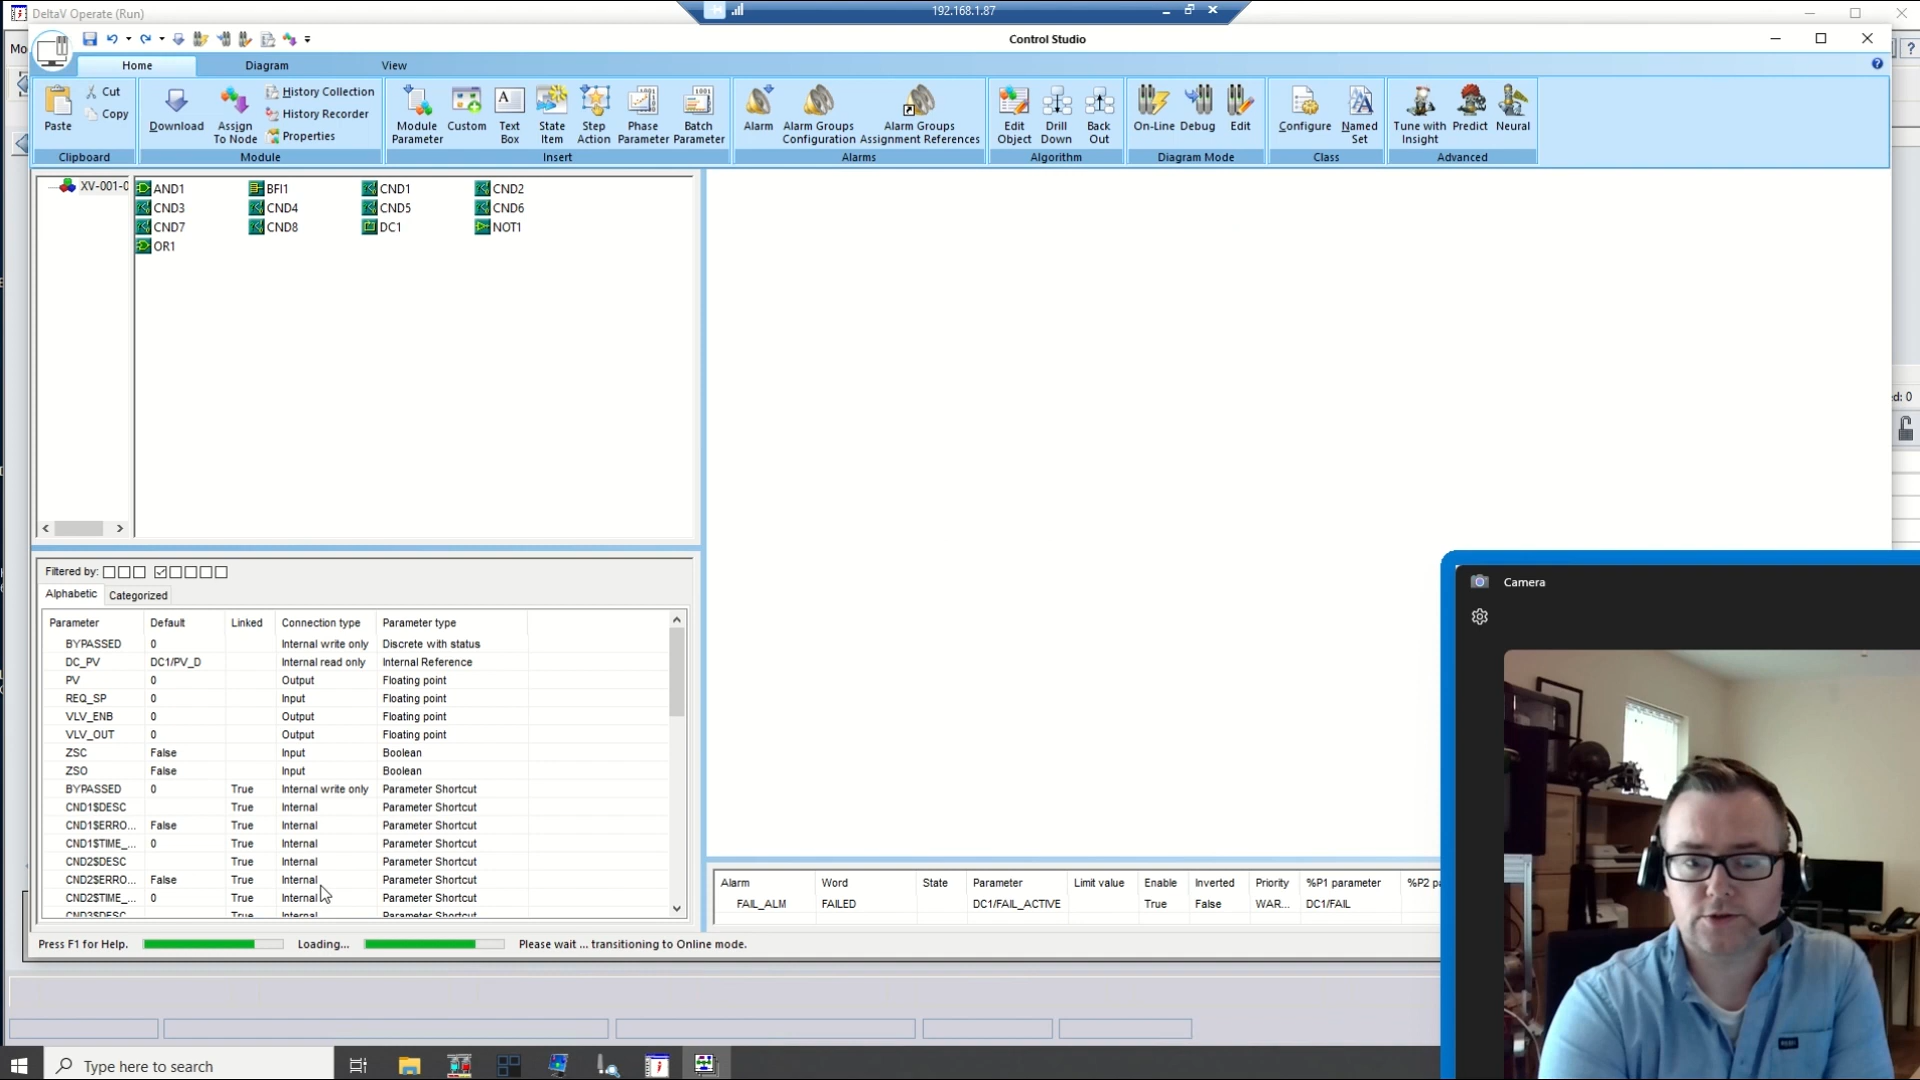 DeltaV Operate (Run)
192.168.1.87
Control Studio
Mo
Home
Diagram
View
Paste
Cut
Copy
Clipboard
Download
Assign
To Node
History Collection
History Recorder
Properties
Module
Module
Parameter
Custom
Text
Box
State
Item
Step
Action
Phase
Parameter
Batch
Parameter
Insert
Alarm
Alarm Groups
Configuration
Alarm Groups
Assignment References
Alarms
Edit
Object
Drill
Down
Back
Out
Algorithm
On-Line
Debug
Edit
Diagram Mode
Configure
Named
Set
Class
Tune with
Insight
Predict
Neural
Advanced
XV-001-0
AND1
BFI1
CND1
CND2
CND3
CND4
CND5
CND6
CND7
CND8
DC1
NOT1
OR1
ed: 0
Filtered by:
Alphabetic
Categorized
Parameter Default Linked Connection type Parameter type
BYPASSED 0 Internal write only Discrete with status
DC_PV DC1/PV_D Internal read only Internal Reference
PV 0 Output Floating point
REQ_SP 0 Input Floating point
VLV_ENB 0 Output Floating point
VLV_OUT 0 Output Floating point
ZSC False Input Boolean
ZSO False Input Boolean
BYPASSED 0 True Internal write only Parameter Shortcut
CND1$DESC True Internal Parameter Shortcut
CND1$ERRO... False True Internal Parameter Shortcut
CND1$TIME_... 0 True Internal Parameter Shortcut
CND2$DESC True Internal Parameter Shortcut
CND2$ERRO... False True Internal Parameter Shortcut
CND2$TIME_... 0 True Internal Parameter Shortcut
CND3$DESC True Internal Parameter Shortcut
Alarm Word State Parameter Limit value Enable Inverted Priority %P1 parameter %P2 pa
FAIL_ALM FAILED DC1/FAIL_ACTIVE True False WAR... DC1/FAIL
Press F1 for Help.
Loading...
Please wait ... transitioning to Online mode.
Camera
Type here to search